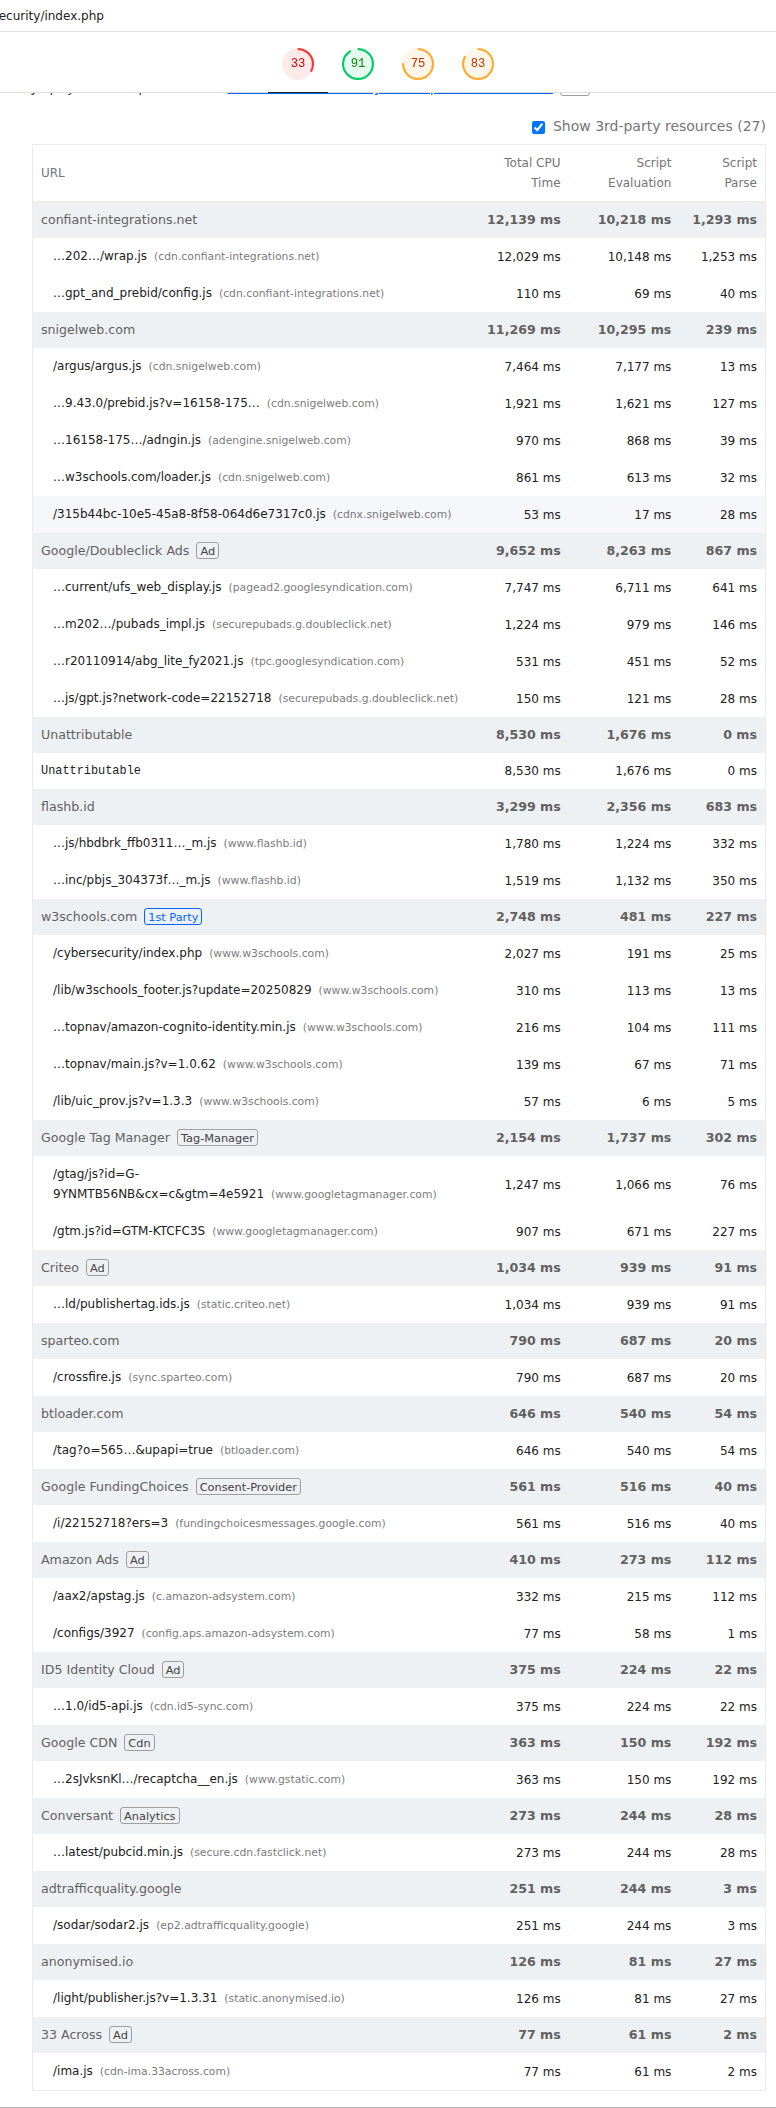 ecurity/index.php
33 91 75 83
Show 3rd-party resources (27)
URL Total CPU Time Script Evaluation Script Parse
confiant-integrations.net 12,139 ms 10,218 ms 1,293 ms
…202…/wrap.js (cdn.confiant-integrations.net) 12,029 ms 10,148 ms 1,253 ms
…gpt_and_prebid/config.js (cdn.confiant-integrations.net) 110 ms 69 ms 40 ms
snigelweb.com 11,269 ms 10,295 ms 239 ms
/argus/argus.js (cdn.snigelweb.com) 7,464 ms 7,177 ms 13 ms
…9.43.0/prebid.js?v=16158-175… (cdn.snigelweb.com) 1,921 ms 1,621 ms 127 ms
…16158-175…/adngin.js (adengine.snigelweb.com) 970 ms 868 ms 39 ms
…w3schools.com/loader.js (cdn.snigelweb.com) 861 ms 613 ms 32 ms
/315b44bc-10e5-45a8-8f58-064d6e7317c0.js (cdnx.snigelweb.com) 53 ms 17 ms 28 ms
Google/Doubleclick Ads Ad 9,652 ms 8,263 ms 867 ms
…current/ufs_web_display.js (pagead2.googlesyndication.com) 7,747 ms 6,711 ms 641 ms
…m202…/pubads_impl.js (securepubads.g.doubleclick.net) 1,224 ms 979 ms 146 ms
…r20110914/abg_lite_fy2021.js (tpc.googlesyndication.com) 531 ms 451 ms 52 ms
…js/gpt.js?network-code=22152718 (securepubads.g.doubleclick.net) 150 ms 121 ms 28 ms
Unattributable 8,530 ms 1,676 ms 0 ms
Unattributable 8,530 ms 1,676 ms 0 ms
flashb.id 3,299 ms 2,356 ms 683 ms
…js/hbdbrk_ffb0311…_m.js (www.flashb.id) 1,780 ms 1,224 ms 332 ms
…inc/pbjs_304373f…_m.js (www.flashb.id) 1,519 ms 1,132 ms 350 ms
w3schools.com 1st Party 2,748 ms 481 ms 227 ms
/cybersecurity/index.php (www.w3schools.com) 2,027 ms 191 ms 25 ms
/lib/w3schools_footer.js?update=20250829 (www.w3schools.com) 310 ms 113 ms 13 ms
…topnav/amazon-cognito-identity.min.js (www.w3schools.com) 216 ms 104 ms 111 ms
…topnav/main.js?v=1.0.62 (www.w3schools.com) 139 ms 67 ms 71 ms
/lib/uic_prov.js?v=1.3.3 (www.w3schools.com) 57 ms 6 ms 5 ms
Google Tag Manager Tag-Manager 2,154 ms 1,737 ms 302 ms
/gtag/js?id=G-
9YNMTB56NB&cx=c&gtm=4e5921 (www.googletagmanager.com) 1,247 ms 1,066 ms 76 ms
/gtm.js?id=GTM-KTCFC3S (www.googletagmanager.com) 907 ms 671 ms 227 ms
Criteo Ad 1,034 ms 939 ms 91 ms
…ld/publishertag.ids.js (static.criteo.net) 1,034 ms 939 ms 91 ms
sparteo.com 790 ms 687 ms 20 ms
/crossfire.js (sync.sparteo.com) 790 ms 687 ms 20 ms
btloader.com 646 ms 540 ms 54 ms
/tag?o=565…&upapi=true (btloader.com) 646 ms 540 ms 54 ms
Google FundingChoices Consent-Provider 561 ms 516 ms 40 ms
/i/22152718?ers=3 (fundingchoicesmessages.google.com) 561 ms 516 ms 40 ms
Amazon Ads Ad 410 ms 273 ms 112 ms
/aax2/apstag.js (c.amazon-adsystem.com) 332 ms 215 ms 112 ms
/configs/3927 (config.aps.amazon-adsystem.com) 77 ms 58 ms 1 ms
ID5 Identity Cloud Ad 375 ms 224 ms 22 ms
…1.0/id5-api.js (cdn.id5-sync.com) 375 ms 224 ms 22 ms
Google CDN Cdn 363 ms 150 ms 192 ms
…2sJvksnKl…/recaptcha__en.js (www.gstatic.com) 363 ms 150 ms 192 ms
Conversant Analytics 273 ms 244 ms 28 ms
…latest/pubcid.min.js (secure.cdn.fastclick.net) 273 ms 244 ms 28 ms
adtrafficquality.google 251 ms 244 ms 3 ms
/sodar/sodar2.js (ep2.adtrafficquality.google) 251 ms 244 ms 3 ms
anonymised.io 126 ms 81 ms 27 ms
/light/publisher.js?v=1.3.31 (static.anonymised.io) 126 ms 81 ms 27 ms
33 Across Ad 77 ms 61 ms 2 ms
/ima.js (cdn-ima.33across.com) 77 ms 61 ms 2 ms